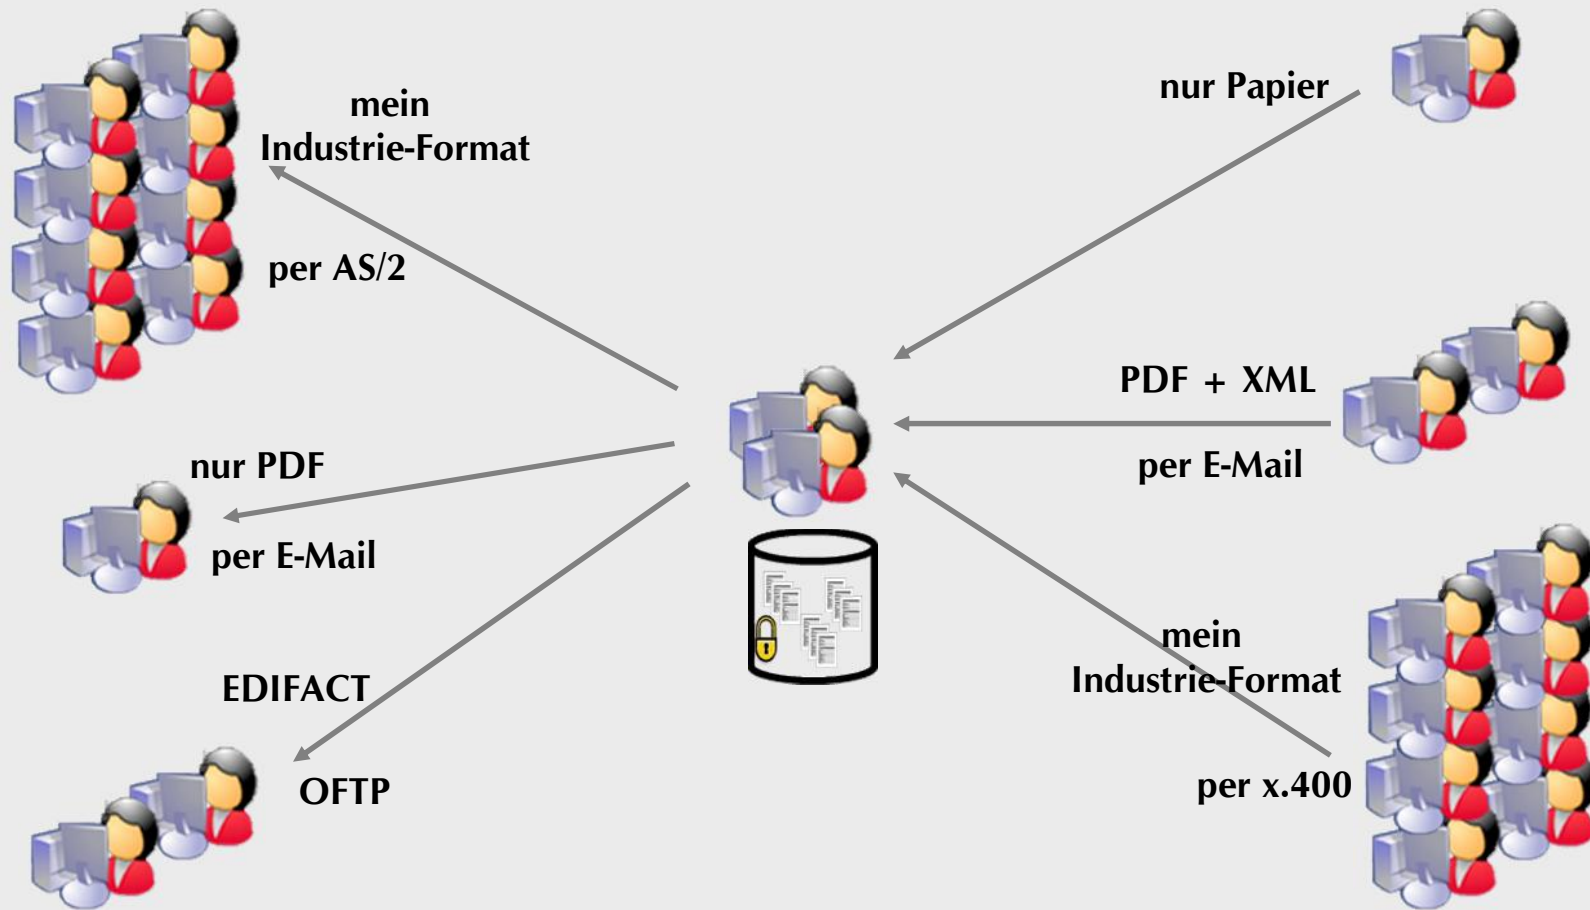 mein
Industrie-Format
per AS/2
nur PDF
per E-Mail
EDIFACT
OFTP
nur Papier
PDF + XML
per E-Mail
mein
Industrie-Format
per x.400